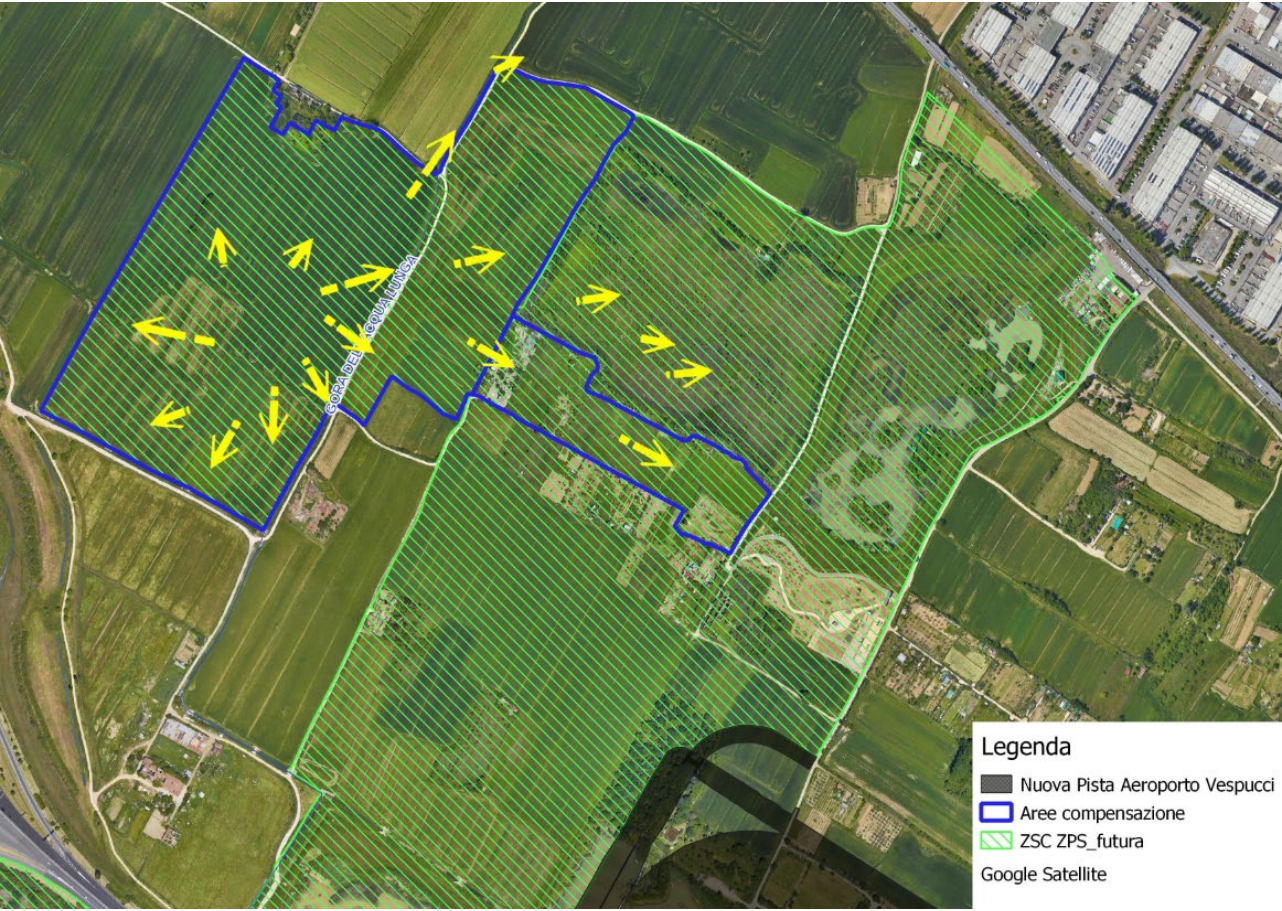 GORA DELL'ACQUA LUNGA
Legenda
Nuova Pista Aeroporto Vespucci
Aree compensazione
ZSC ZPS_futura
Google Satellite